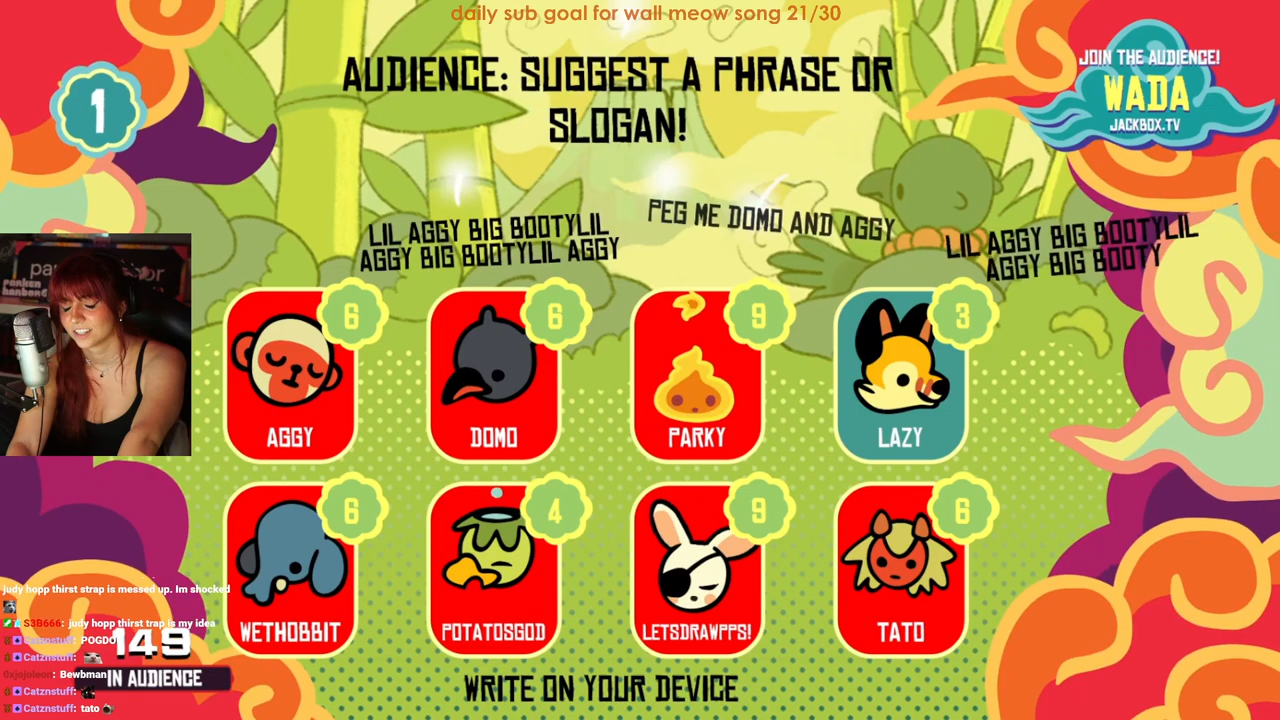 daily sub goal for wall meow song 21/30
AUDIENCE: SUGGEST A PHRASE OR
SLOGAN!
JOIN THE AUDIENCE!
WADA
JACKBOX.TV
1
LIL AGGY BIG BOOTYLIL
AGGY BIG BOOTYLIL AGGY
PEG ME DOMO AND AGGY
LIL AGGY BIG BOOTYLIL
AGGY BIG BOOTY
6
AGGY
6
DOMO
9
PARKY
3
LAZY
6
WETHOBBIT
4
POTATOSGOD
9
LETSDRAWPPS!
6
TATO
judy hopp thirst strap is messed up. Im shocked
S3B666: judy hopp thirst trap is my idea
Catznstuff: POGDO
Catznstuff:
Bewbman
Catznstuff:
Catznstuff: tato
149
IN AUDIENCE
WRITE ON YOUR DEVICE